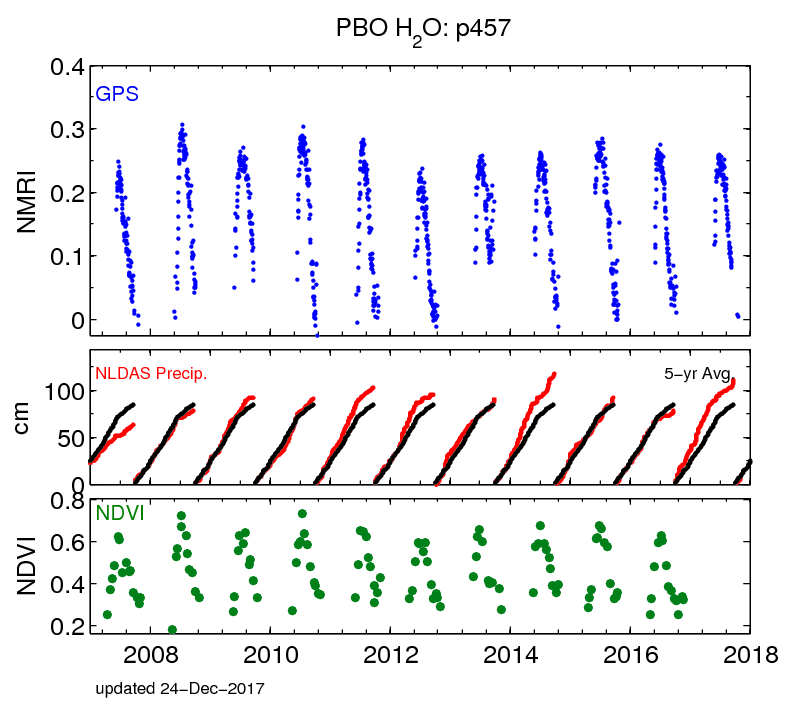 PBO H2O: p457
0.4
GPS
0.3
NMRI
0.2
0.1
0
NLDAS Precip.
5−yr Avg.
100
cm
50
0
0.8
NDVI
0.6
NDVI
0.4
0.2
2008 2010 2012 2014 2016 2018
updated 24−Dec−2017